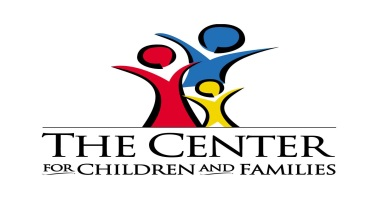 THE CENTER
FOR CHILDREN AND FAMILIES